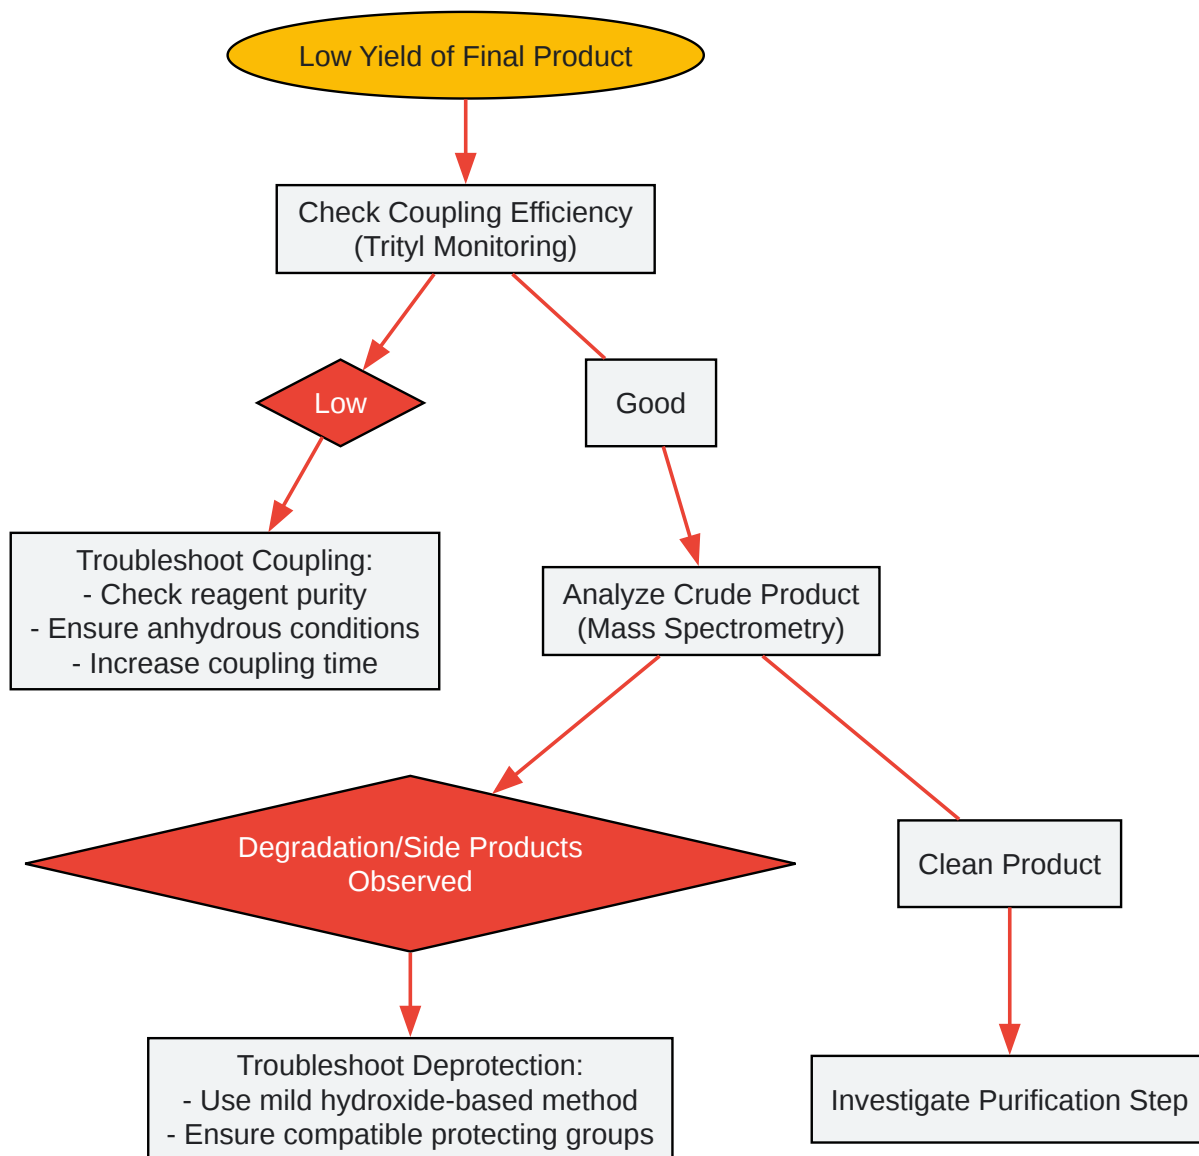 Low Yield of Final Product
Check Coupling Efficiency
(Trityl Monitoring)
Low
Good
Troubleshoot Coupling:
- Check reagent purity
- Ensure anhydrous conditions
- Increase coupling time
Analyze Crude Product
(Mass Spectrometry)
Degradation/Side Products
Observed
Clean Product
Troubleshoot Deprotection:
- Use mild hydroxide-based method
- Ensure compatible protecting groups
Investigate Purification Step